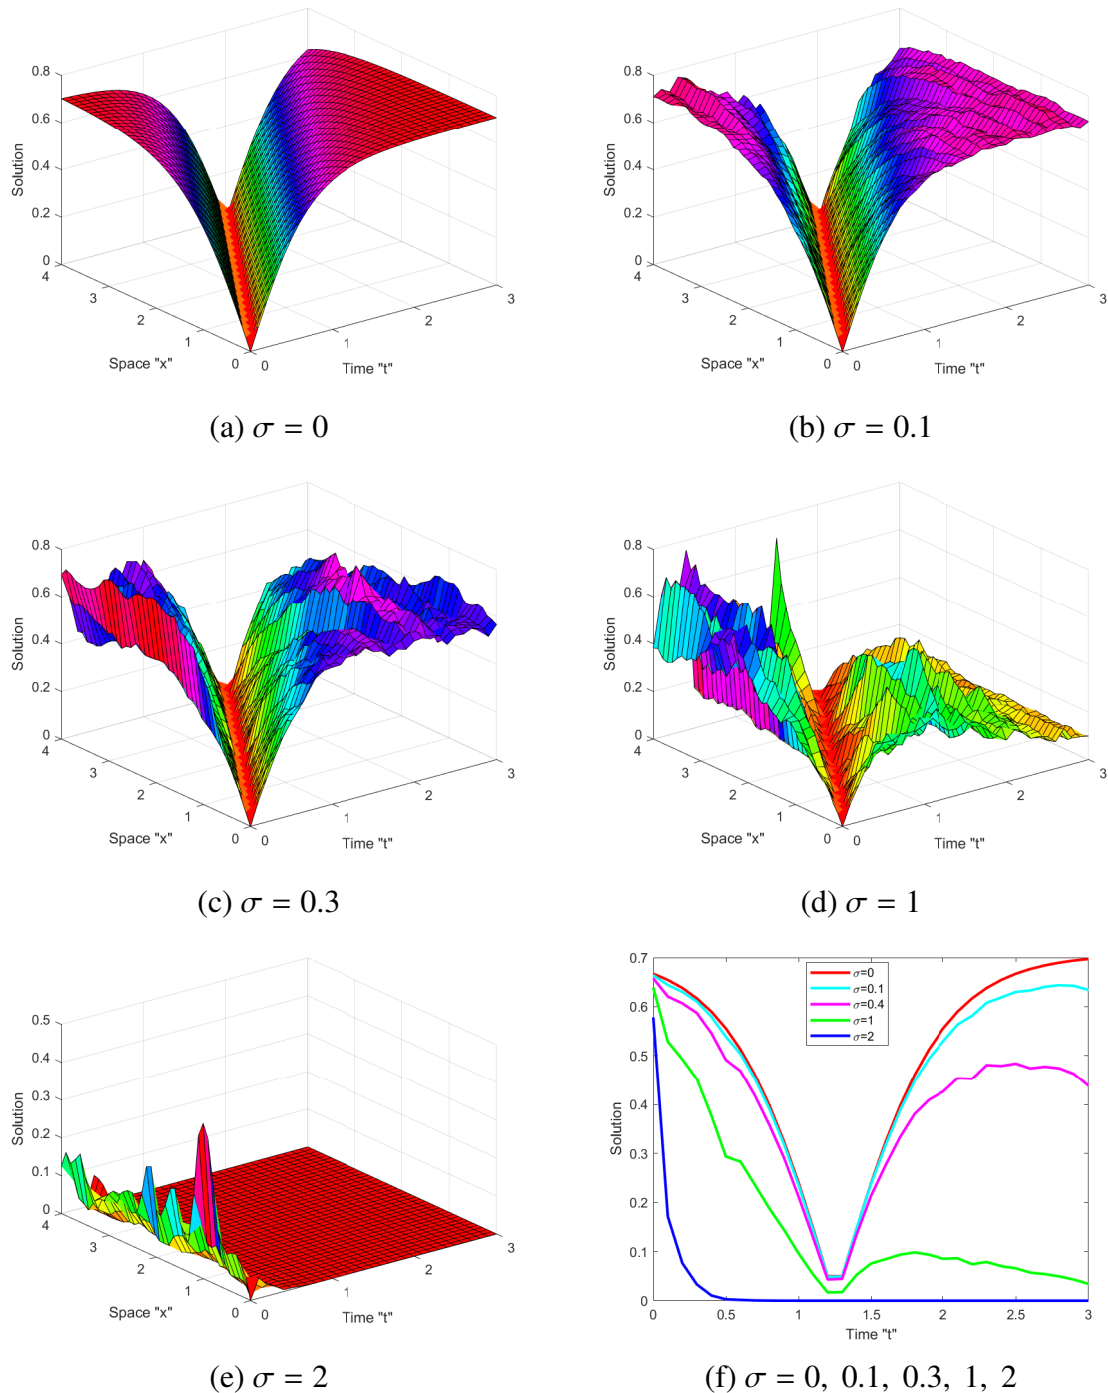 0.8
0.6
0.4
0.2
0
Solution
4
3
2
1
0
Space "x"
0
1
2
3
Time "t"
(a) σ = 0
0.8
0.6
0.4
0.2
0
Solution
4
3
2
1
0
Space "x"
0
1
2
3
Time "t"
(b) σ = 0.1
0.8
0.6
0.4
0.2
0
Solution
4
3
2
1
0
Space "x"
0
1
2
3
Time "t"
(c) σ = 0.3
0.8
0.6
0.4
0.2
0
Solution
4
3
2
1
0
Space "x"
0
1
2
3
Time "t"
(d) σ = 1
0.5
0.4
0.3
0.2
0.1
0
Solution
4
3
2
1
0
Space "x"
0
1
2
3
Time "t"
(e) σ = 2
0.7
0.6
0.5
0.4
0.3
0.2
0.1
0
Solution
σ=0
σ=0.1
σ=0.4
σ=1
σ=2
0 0.5 1 1.5 2 2.5 3
Time "t"
(f) σ = 0, 0.1, 0.3, 1, 2